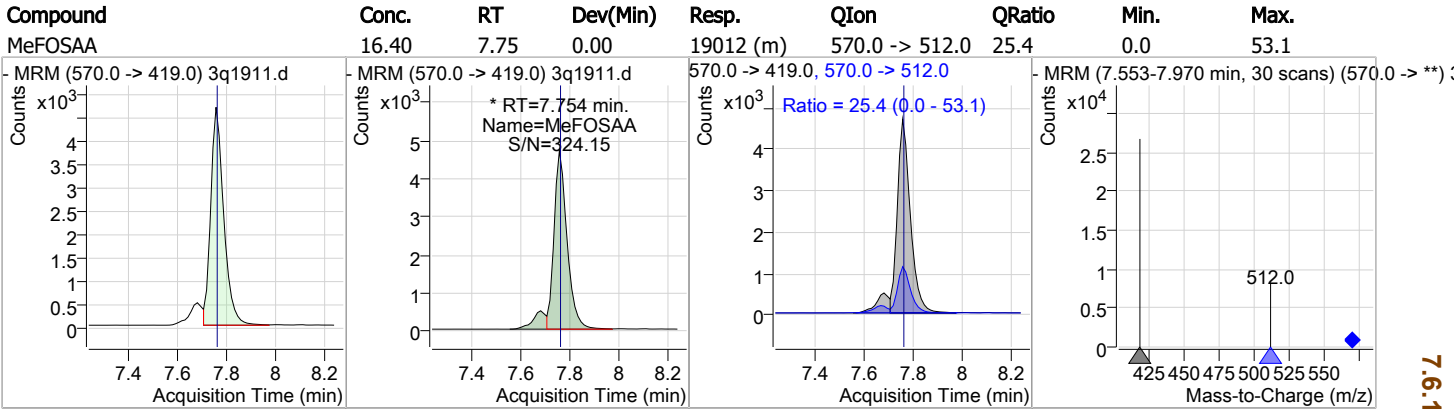 Compound Conc. RT Dev(Min) Resp. QIon QRatio Min. Max.
MeFOSAA 16.40 7.75 0.00 19012 (m) 570.0 -> 512.0 25.4 0.0 53.1
- MRM (570.0 -> 419.0) 3q1911.d
Counts
x10³
4
3.5
3
2.5
2
1.5
1
0.5
0
7.4 7.6 7.8 8 8.2
Acquisition Time (min)
- MRM (570.0 -> 419.0) 3q1911.d
Counts
x10³
* RT=7.754 min.
Name=MeFOSAA
S/N=324.15
5
4
3
2
1
0
7.4 7.6 7.8 8 8.2
Acquisition Time (min)
570.0 -> 419.0, 570.0 -> 512.0
Counts
x10³
Ratio = 25.4 (0.0 - 53.1)
4
3
2
1
0
7.4 7.6 7.8 8 8.2
Acquisition Time (min)
- MRM (7.553-7.970 min, 30 scans) (570.0 -> **)
Counts
x10⁴
2.5
2
1.5
1
0.5
0
512.0
425 450 475 500 525 550
Mass-to-Charge (m/z)
7.6.1